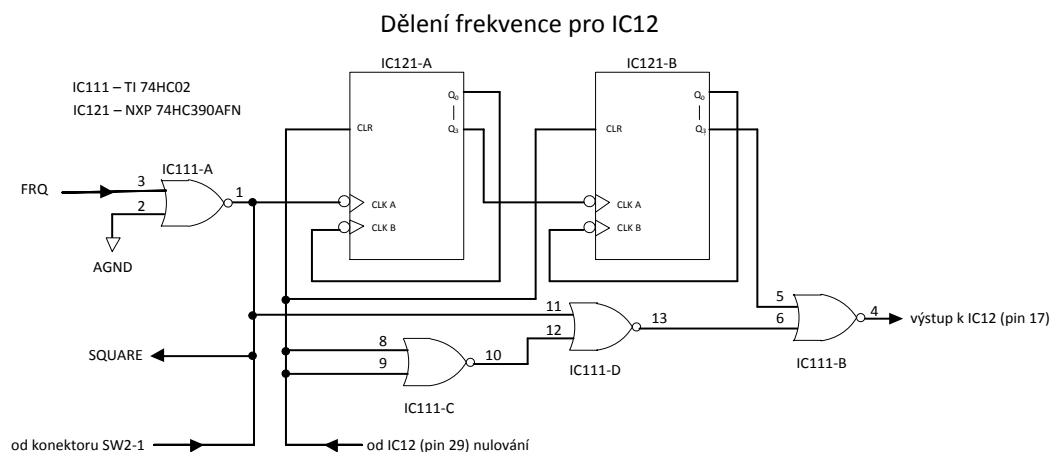 Dělení frekvence pro IC12
IC121-A
IC121-B
IC111 – TI 74HC02
IC121 – NXP 74HC390AFN
Q0
Q3
CLR
CLK A
CLK B
Q0
Q3
CLR
CLK A
CLK B
IC111-A
FRQ
3
2
1
AGND
11
12
13
IC111-D
5
6
4
výstup k IC12 (pin 17)
IC111-B
SQUARE
8
9
10
IC111-C
od konektoru SW2-1
od IC12 (pin 29) nulování